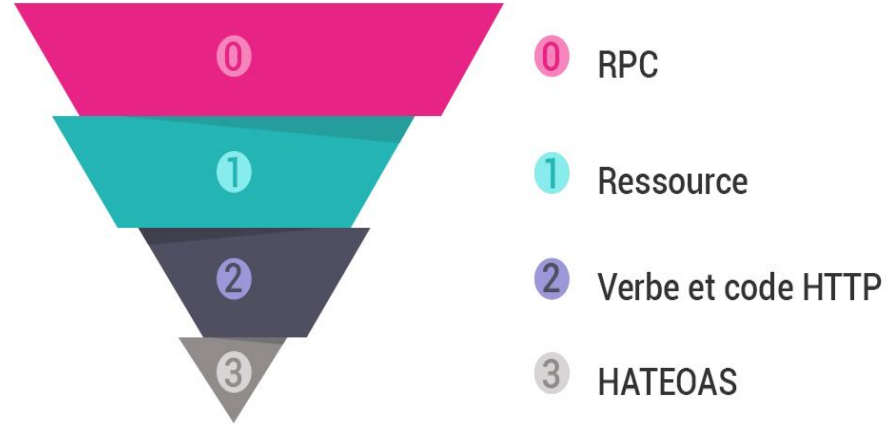 0 0 RPC
1 1 Ressource
2 2 Verbe et code HTTP
3 3 HATEOAS